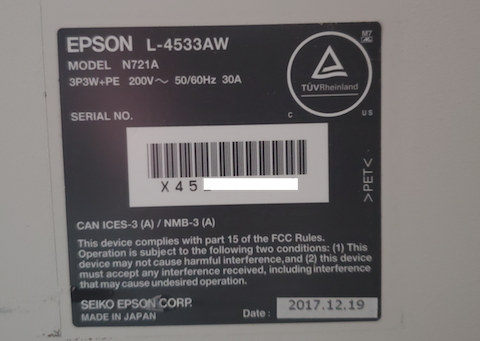 EPSON L-4533AW
MODEL N721A
3P3W+PE 200V～ 50/60Hz 30A
TÜVRheinland
C US
SERIAL NO.
X45
>PET<
CAN ICES-3 (A) / NMB-3 (A)
This device complies with part 15 of the FCC Rules.
Operation is subject to the following two conditions: (1) This
device may not cause harmful interference,and (2) this device
must accept any interference received, including interference
that may cause undesired operation.
SEIKO EPSON CORP.
MADE IN JAPAN
Date : 2017.12.19